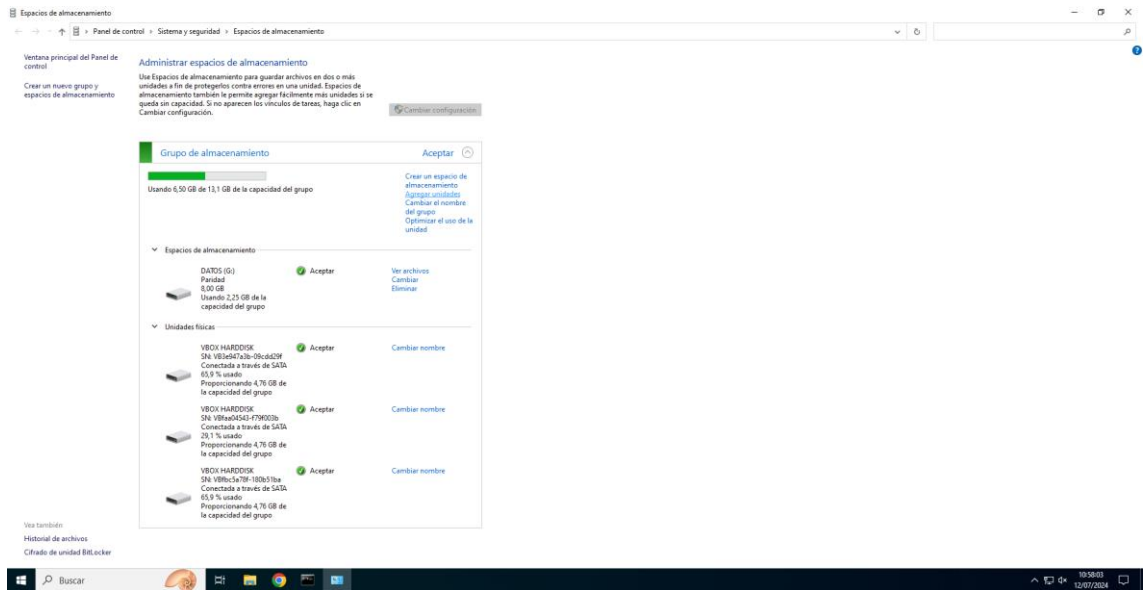 Espacios de almacenamiento
Panel de control › Sistema y seguridad › Espacios de almacenamiento
Ventana principal del Panel de
control
Crear un nuevo grupo y
espacios de almacenamiento
Administrar espacios de almacenamiento
Use Espacios de almacenamiento para guardar archivos en dos o más
unidades a fin de protegerlos contra errores en una unidad. Espacios de
almacenamiento también le permite agregar fácilmente más unidades si se
queda sin capacidad. Si no aparecen los vínculos de tareas, haga clic en
Cambiar configuración.
Cambiar configuración
Grupo de almacenamiento
Aceptar
Usando 6,50 GB de 13,1 GB de la capacidad del grupo
Crear un espacio de
almacenamiento
Agregar unidades
Cambiar el nombre
del grupo
Optimizar el uso de la
unidad
Espacios de almacenamiento
DATOS (G:)
Paridad
8,00 GB
Usando 2,25 GB de la
capacidad del grupo
Aceptar
Ver archivos
Cambiar
Eliminar
Unidades físicas
VBOX HARDDISK
SN: VB3e947a3b-09cdd29f
Conectada a través de SATA
65,9 % usado
Proporcionando 4,76 GB de
la capacidad del grupo
Aceptar
Cambiar nombre
VBOX HARDDISK
SN: VBfaa04543-f79f003b
Conectada a través de SATA
29,1 % usado
Proporcionando 4,76 GB de
la capacidad del grupo
Aceptar
Cambiar nombre
VBOX HARDDISK
SN: VBfbc5a78f-180b51ba
Conectada a través de SATA
65,9 % usado
Proporcionando 4,76 GB de
la capacidad del grupo
Aceptar
Cambiar nombre
Vea también
Historial de archivos
Cifrado de unidad BitLocker
Buscar
10:58:03
12/07/2024